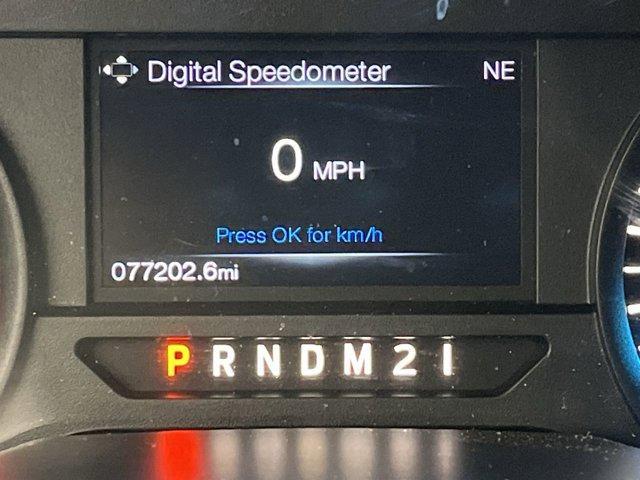 Digital Speedometer NE
0 MPH
Press OK for km/h
077202.6mi
P R N D M 2 1